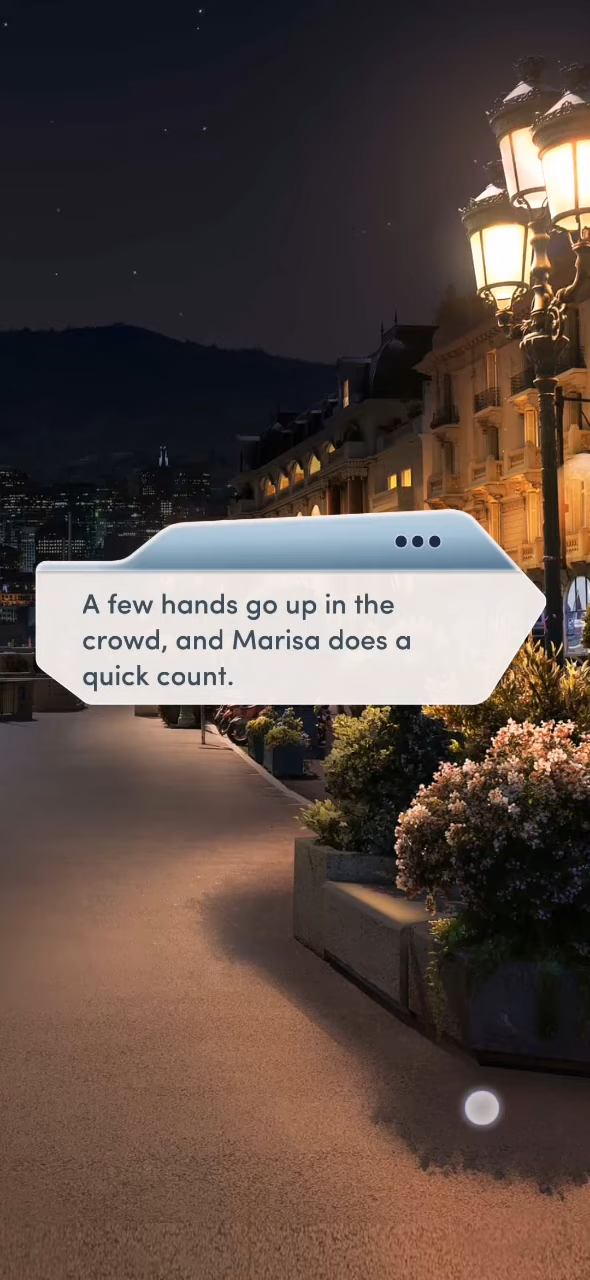 A few hands go up in the
crowd, and Marisa does a
quick count.